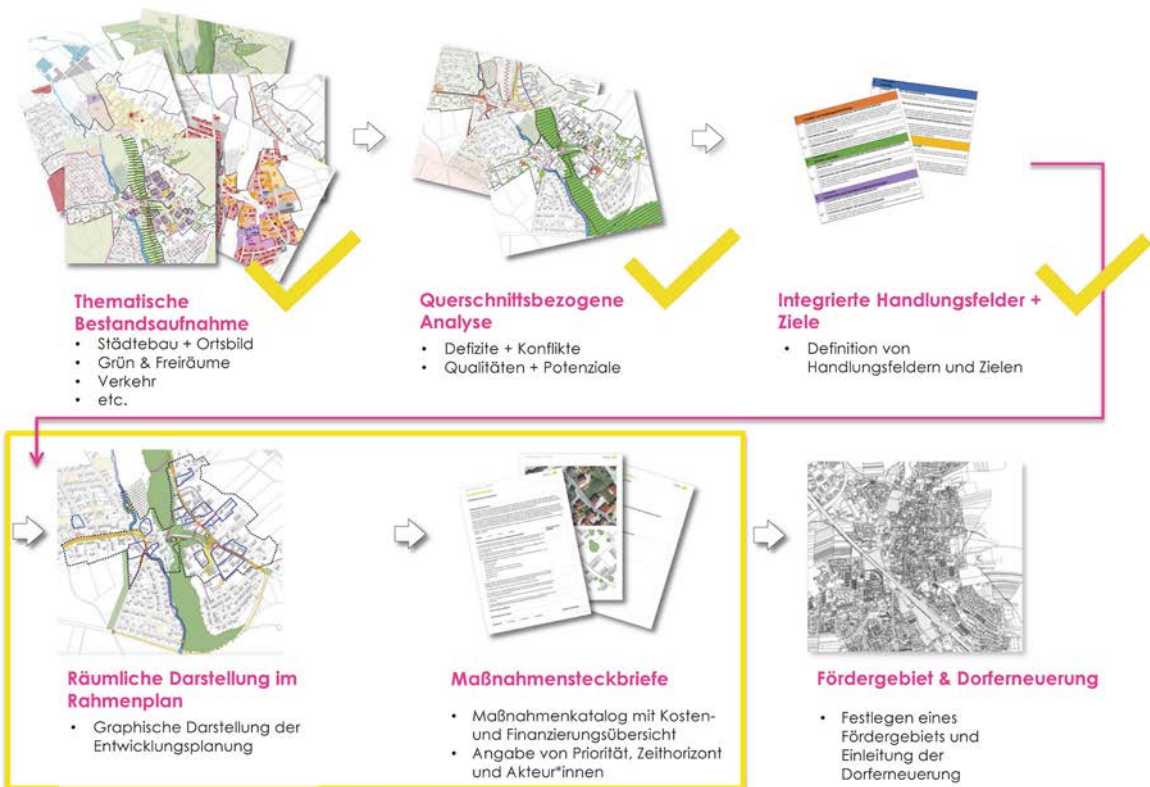 Thematische
Bestandsaufnahme
• Städtebau + Ortsbild
• Grün & Freiräume
• Verkehr
• etc.
Querschnittsbezogene
Analyse
• Defizite + Konflikte
• Qualitäten + Potenziale
Integrierte Handlungsfelder +
Ziele
• Definition von
Handlungsfeldern und Zielen
Räumliche Darstellung im
Rahmenplan
• Graphische Darstellung der
Entwicklungsplanung
Maßnahmensteckbriefe
• Maßnahmenkatalog mit Kosten-
und Finanzierungsübersicht
• Angabe von Priorität, Zeithorizont
und Akteur*innen
Fördergebiet & Dorferneuerung
• Festlegen eines
Fördergebiets und
Einleitung der
Dorferneuerung